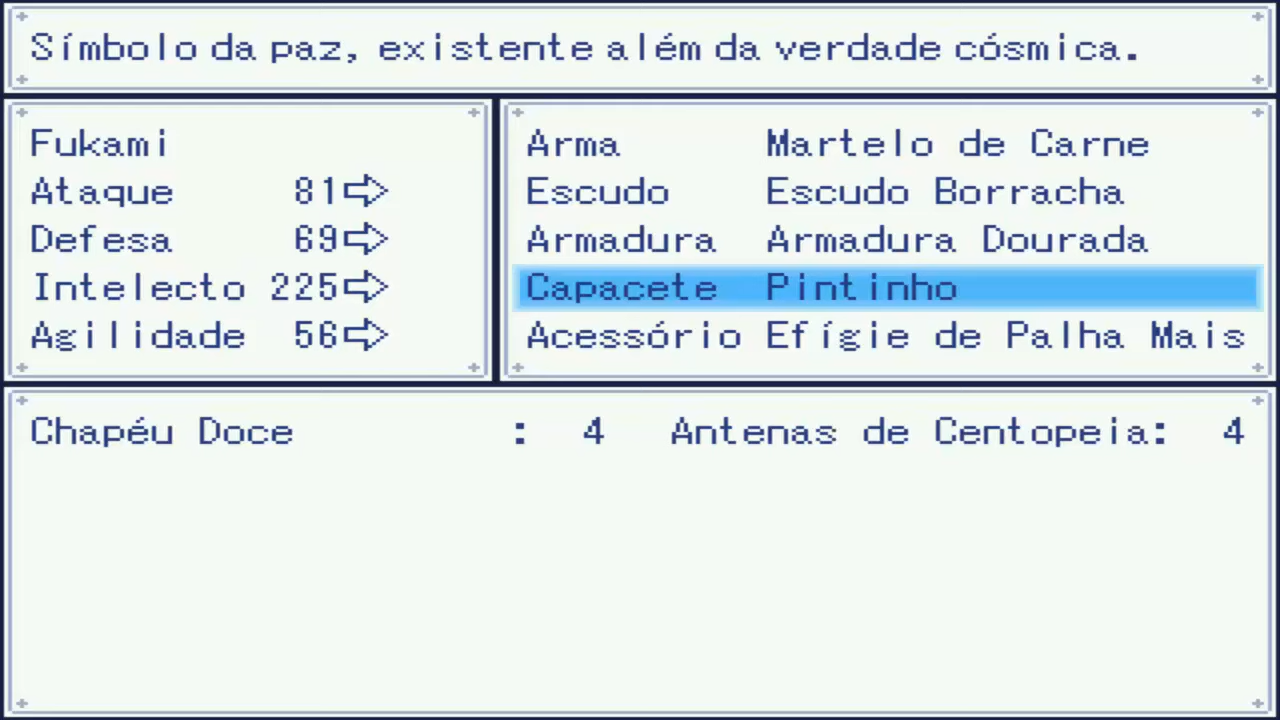 Símbolo da paz, existente além da verdade cósmica.
Fukami
Ataque 81⇨
Defesa 69⇨
Intelecto 225⇨
Agilidade 56⇨
Arma Martelo de Carne
Escudo Escudo Borracha
Armadura Armadura Dourada
Capacete Pintinho
Acessório Efígie de Palha Mais
Chapéu Doce : 4 Antenas de Centopeia: 4